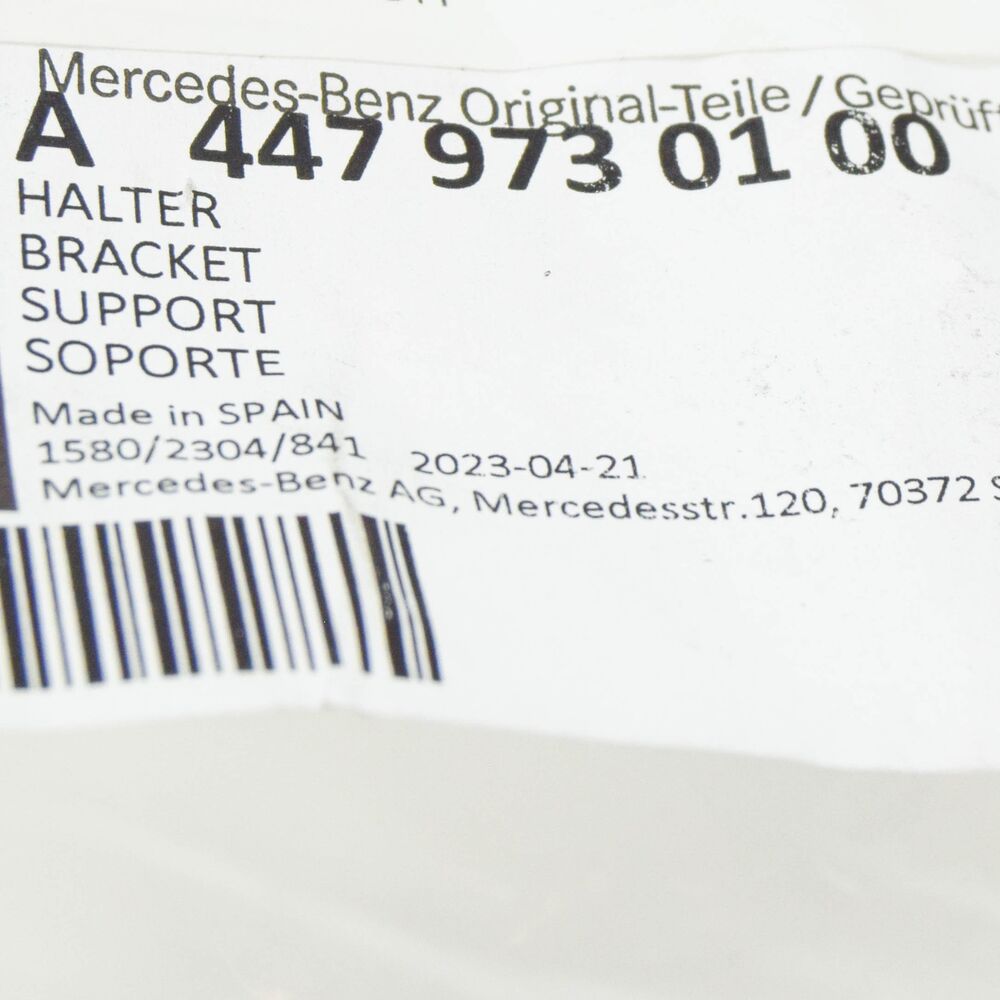 Mercedes-Benz Original-Teile / Geprüf
A 447 973 01 00
HALTER
BRACKET
SUPPORT
SOPORTE
Made in SPAIN
1580/2304/841 2023-04-21
Mercedes-Benz AG, Mercedesstr.120, 70372 S